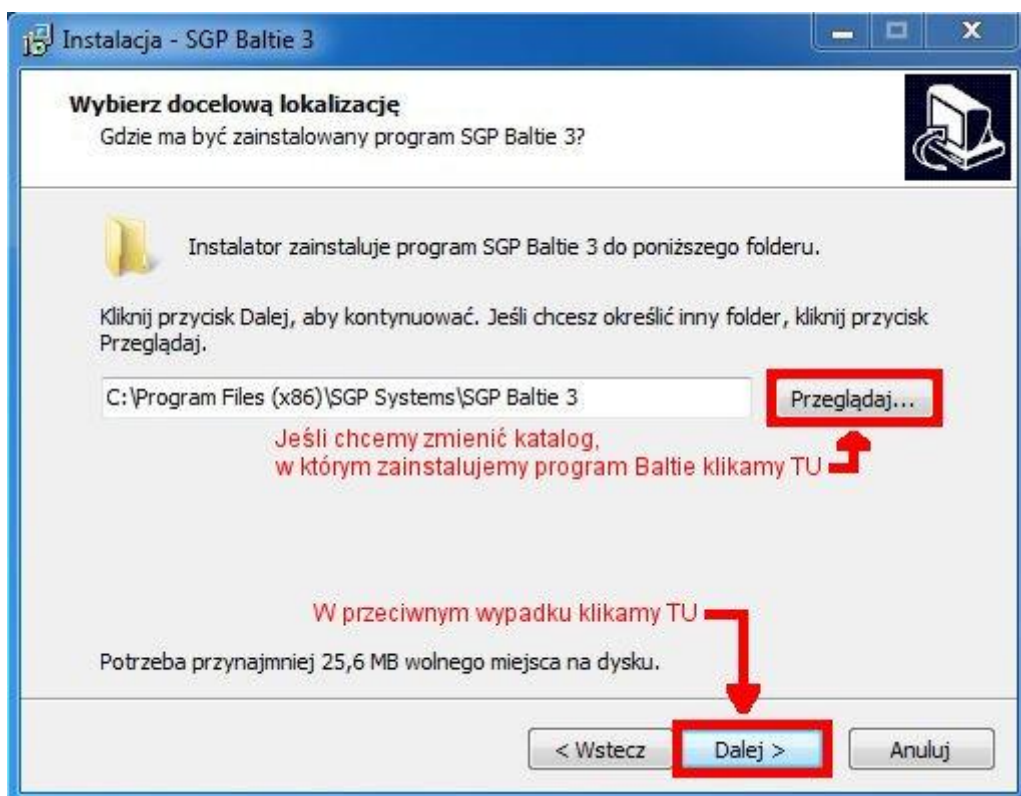 Instalacja - SGP Baltie 3
Wybierz docelową lokalizację
Gdzie ma być zainstalowany program SGP Baltie 3?
Instalator zainstaluje program SGP Baltie 3 do poniższego folderu.
Kliknij przycisk Dalej, aby kontynuować. Jeśli chcesz określić inny folder, kliknij przycisk
Przeglądaj.
C:\Program Files (x86)\SGP Systems\SGP Baltie 3
Przeglądaj...
Jeśli chcemy zmienić katalog,
w którym zainstalujemy program Baltie klikamy TU
W przeciwnym wypadku klikamy TU
Potrzeba przynajmniej 25,6 MB wolnego miejsca na dysku.
< Wstecz
Dalej >
Anuluj